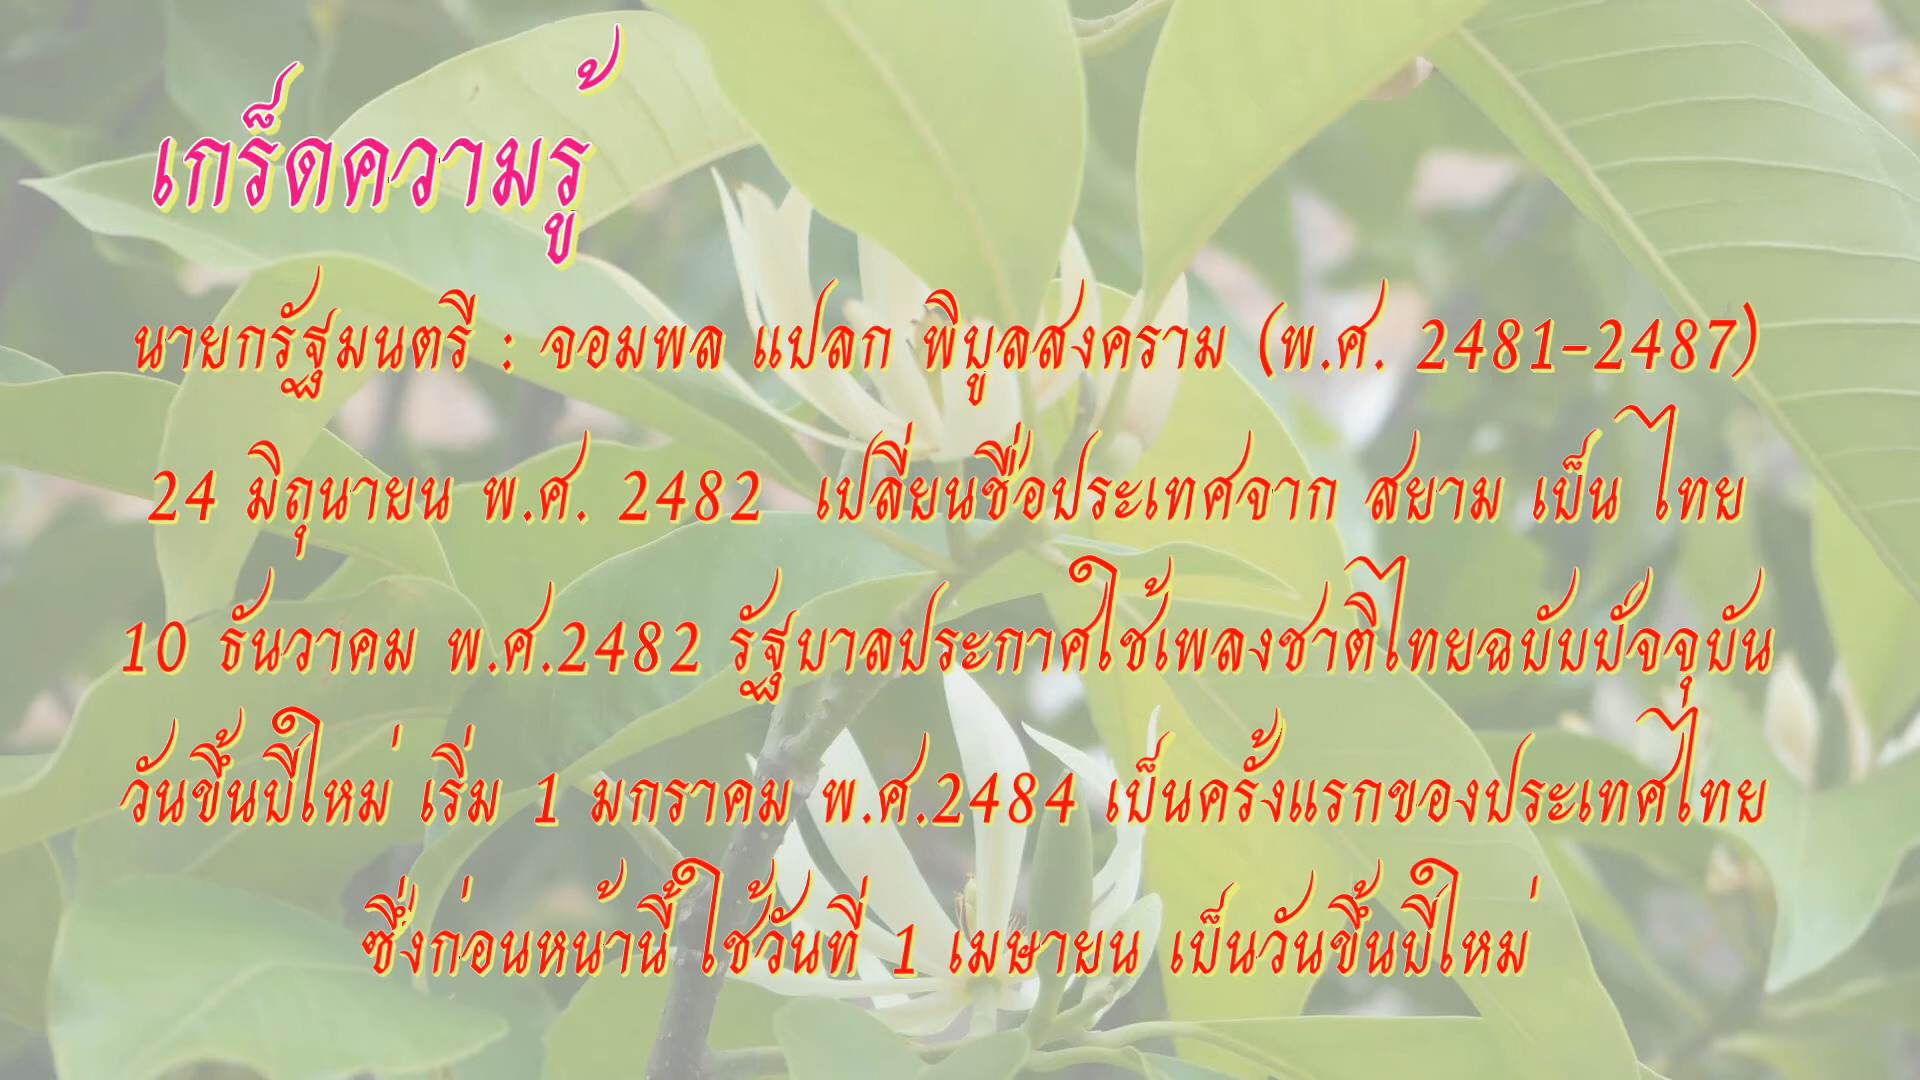 เกร็ดความรู้
นายกรัฐมนตรี : จอมพล แปลก พิบูลสงคราม (พ.ศ. 2481-2487)
24 มิถุนายน พ.ศ. 2482 เปลี่ยนชื่อประเทศจาก สยาม เป็น ไทย
10 ธันวาคม พ.ศ.2482 รัฐบาลประกาศใช้เพลงชาติไทยฉบับปัจจุบัน
วันขึ้นปีใหม่ เริ่ม 1 มกราคม พ.ศ.2484 เป็นครั้งแรกของประเทศไทย
ซึ่งก่อนหน้านี้ ใช้วันที่ 1 เมษายน เป็นวันขึ้นปีใหม่